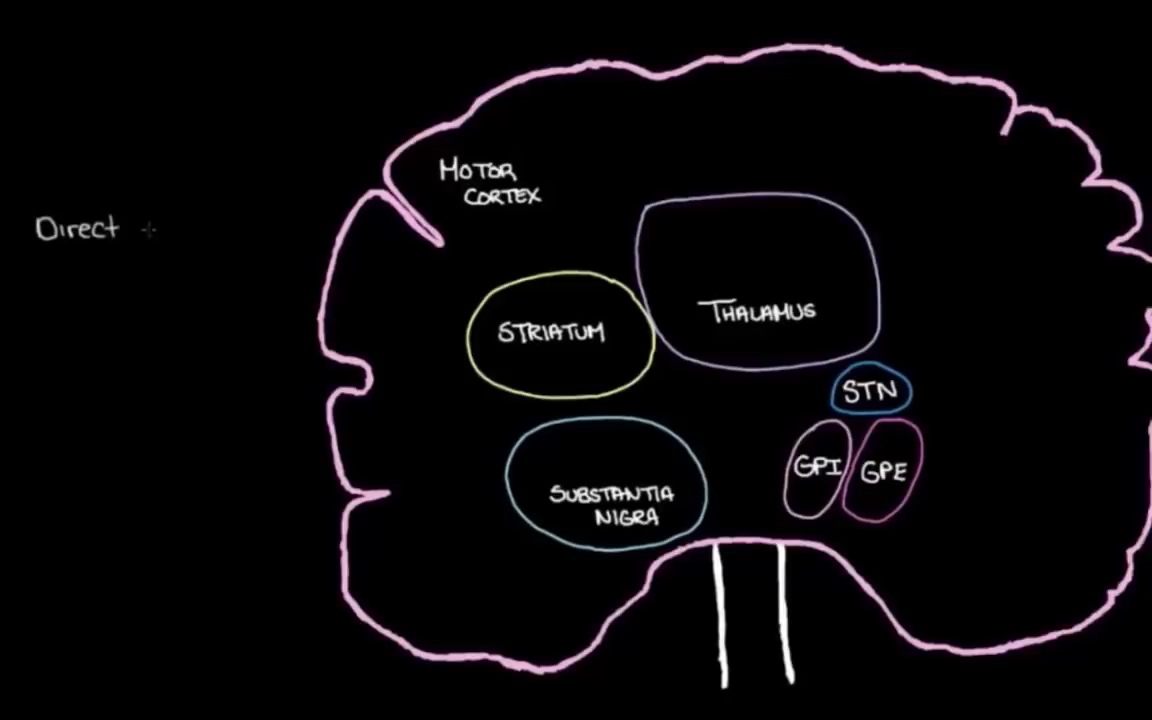 MOTOR
CORTEX
Direct
THALAMUS
STRIATUM
STN
GPI
GPE
SUBSTANTIA
NIGRA